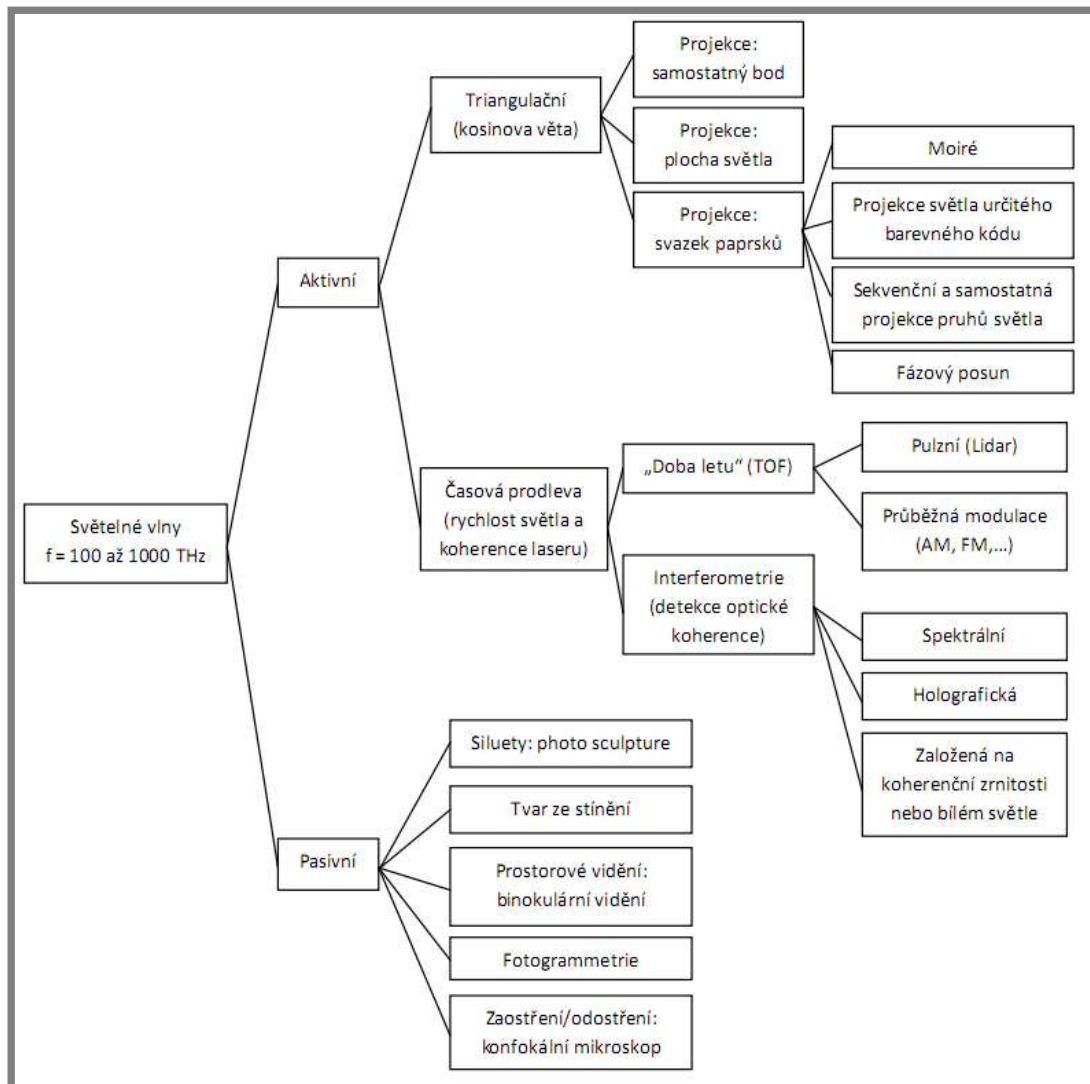 Světelné vlny
f = 100 až 1000 THz
Aktivní
Triangulační
(kosinova věta)
Projekce:
samostatný bod
Projekce:
plocha světla
Projekce:
svazek paprsků
Moiré
Projekce světla určitého
barevného kódu
Sekvenční a samostatná
projekce pruhů světla
Fázový posun
Časová prodleva
(rychlost světla a
koherence laseru)
„Doba letu“ (TOF)
Pulzní (Lidar)
Průběžná modulace
(AM, FM,...)
Interferometrie
(detekce optické
koherence)
Spektrální
Holografická
Založená na
koherenční zrnitosti
nebo bílém světle
Pasivní
Siluety: photo sculpture
Tvar ze stínění
Prostorové vidění:
binokulární vidění
Fotogrammetrie
Zaostření/odostření:
konfokální mikroskop